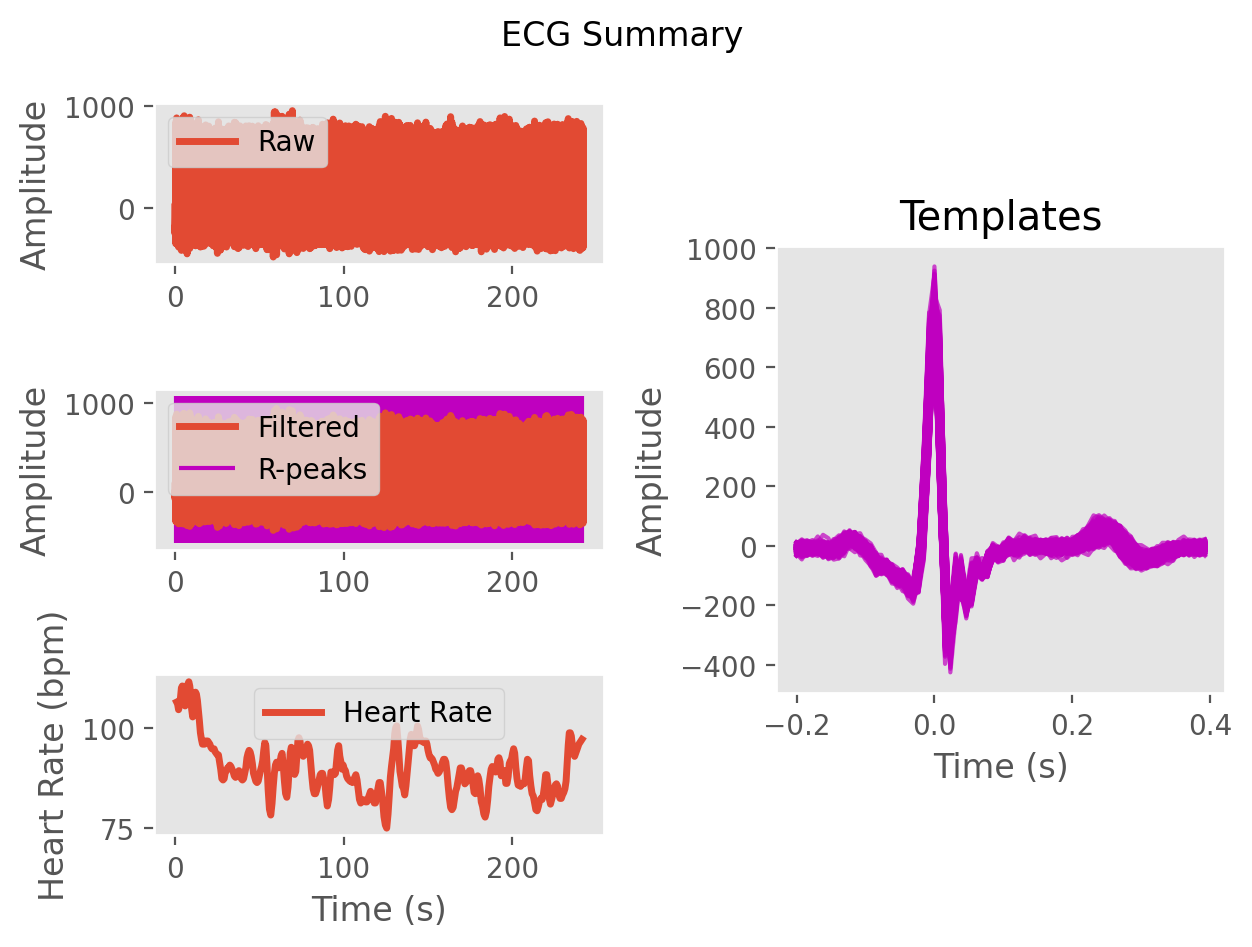 ECG Summary
Amplitude
1000
0
Raw
0
100
200
Amplitude
1000
0
Filtered
R-peaks
0
100
200
Heart Rate (bpm)
100
75
Heart Rate
0
100
200
Time (s)
Templates
Amplitude
1000
800
600
400
200
0
−200
−400
−0.2
0.0
0.2
0.4
Time (s)